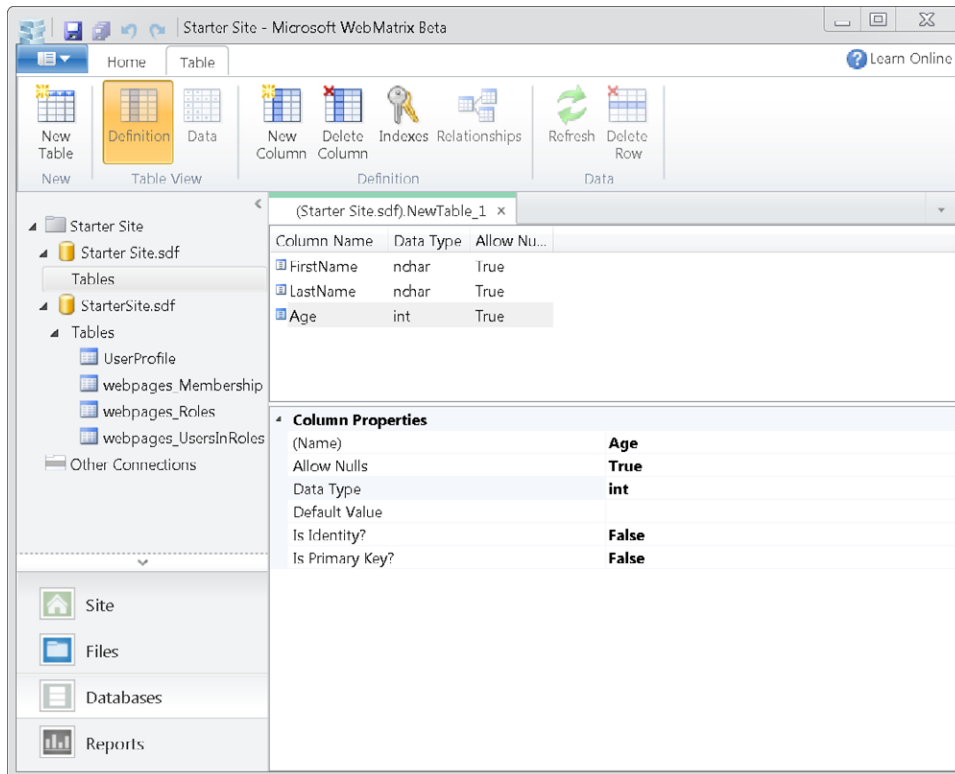 Starter Site - Microsoft WebMatrix Beta
Home Table Learn Online
New Table
Definition
Data
New Column
Delete Column
Indexes
Relationships
Refresh
Delete Row
New
Table View
Definition
Data
Starter Site
Starter Site.sdf
Tables
StarterSite.sdf
Tables
UserProfile
webpages_Membership
webpages_Roles
webpages_UsersInRoles
Other Connections
Site
Files
Databases
Reports
(Starter Site.sdf).NewTable_1 x
Column Name Data Type Allow Nu...
FirstName nchar True
LastName nchar True
Age int True
Column Properties
(Name) Age
Allow Nulls True
Data Type int
Default Value
Is Identity? False
Is Primary Key? False